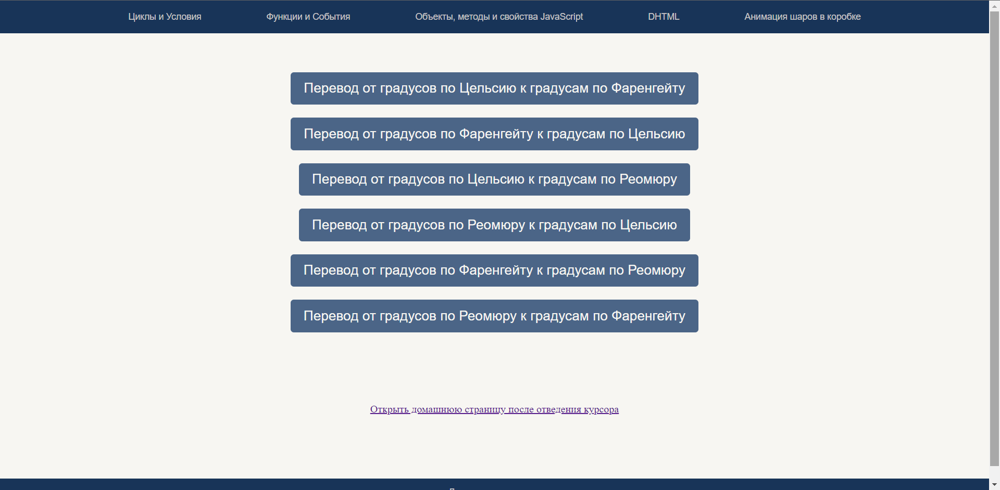 Циклы и Условия
Функции и События
Объекты, методы и свойства JavaScript
DHTML
Анимация шаров в коробке
Перевод от градусов по Цельсию к градусам по Фаренгейту
Перевод от градусов по Фаренгейту к градусам по Цельсию
Перевод от градусов по Цельсию к градусам по Реомюру
Перевод от градусов по Реомюру к градусам по Цельсию
Перевод от градусов по Фаренгейту к градусам по Реомюру
Перевод от градусов по Реомюру к градусам по Фаренгейту
Открыть домашнюю страницу после отведения курсора